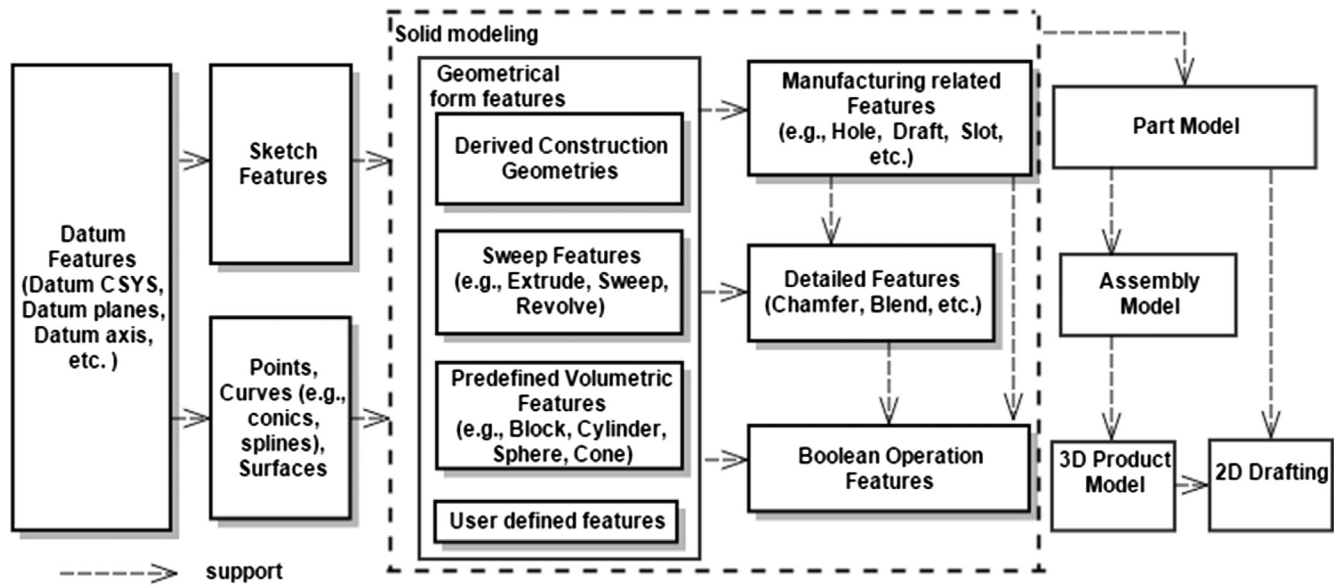 Datum
Features
(Datum CSYS,
Datum planes,
Datum axis,
etc. )
Sketch
Features
Points,
Curves (e.g.,
conics,
splines),
Surfaces
Solid modeling
Geometrical
form features
Derived Construction
Geometries
Sweep Features
(e.g., Extrude, Sweep,
Revolve)
Predefined Volumetric
Features
(e.g., Block, Cylinder,
Sphere, Cone)
User defined features
Manufacturing related
Features
(e.g., Hole, Draft, Slot,
etc.)
Detailed Features
(Chamfer, Blend, etc.)
Boolean Operation
Features
Part Model
Assembly
Model
3D Product
Model
2D Drafting
support